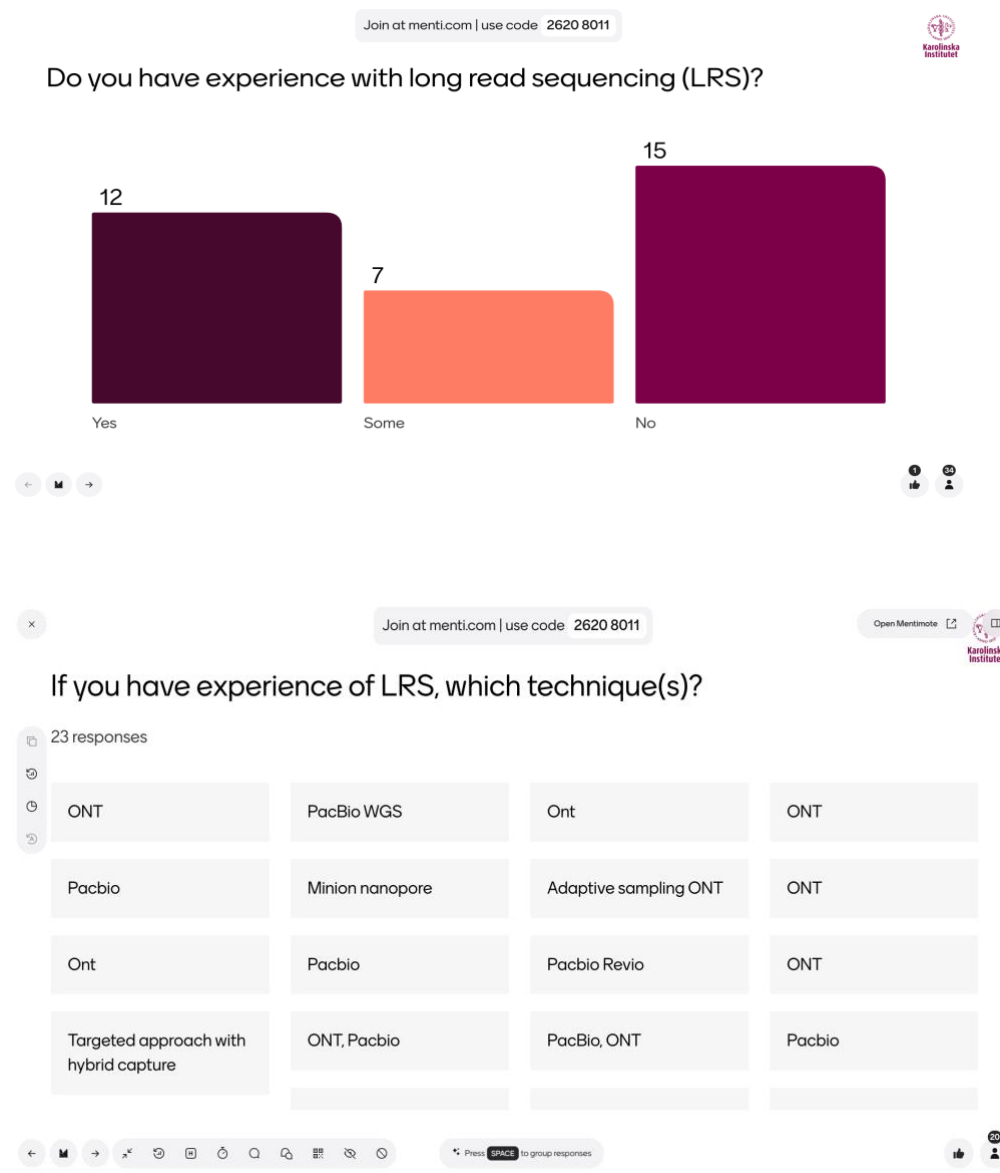 Join at menti.com | use code 2620 8011
Karolinska
Institutet
Do you have experience with long read sequencing (LRS)?
12
7
15
Yes
Some
No
1
34
Join at menti.com | use code 2620 8011
Open Mentimote
Karolinsk
Institute
If you have experience of LRS, which technique(s)?
23 responses
ONT
PacBio WGS
Ont
ONT
Pacbio
Minion nanopore
Adaptive sampling ONT
ONT
Ont
Pacbio
Pacbio Revio
ONT
Targeted approach with
hybrid capture
ONT, Pacbio
PacBio, ONT
Pacbio
Press SPACE to group responses
20